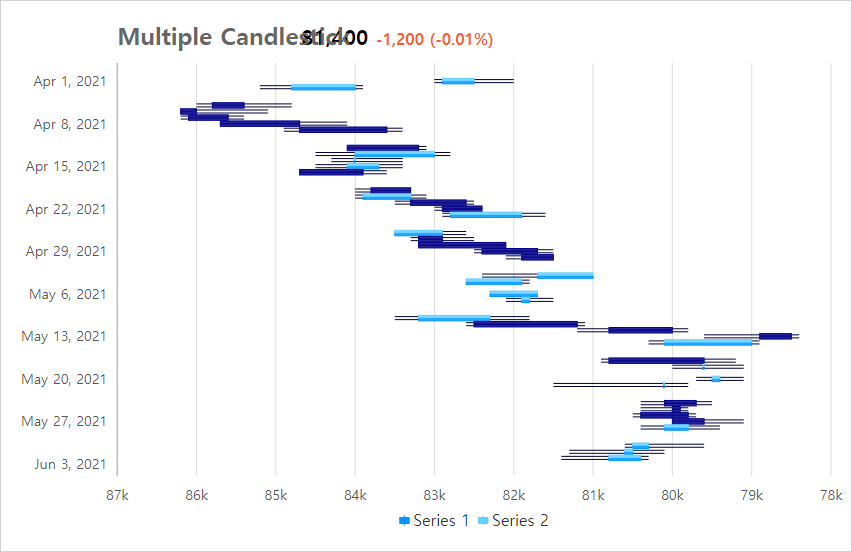 Multiple Candlestick
81,400 -1,200 (-0.01%)
Apr 1, 2021
Apr 8, 2021
Apr 15, 2021
Apr 22, 2021
Apr 29, 2021
May 6, 2021
May 13, 2021
May 20, 2021
May 27, 2021
Jun 3, 2021
87k 86k 85k 84k 83k 82k 81k 80k 79k 78k
Series 1 Series 2